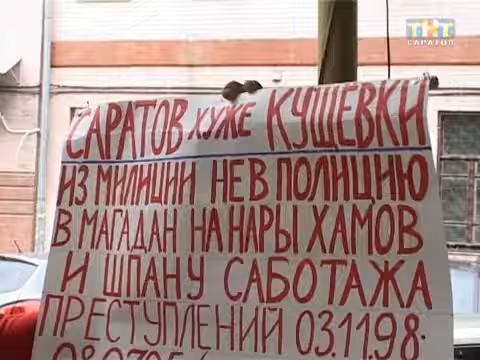 ТНТ
САРАТОВ
САРАТОВ ХУЖЕ КУЩЕВКИ
ИЗ МИЛИЦИИ НЕ В ПОЛИЦИЮ
В МАГАДАН НА НАРЫ ХАМОВ
И ШПАНУ САБОТАЖА
ПРЕСТУПЛЕНИЙ 03.11.98.